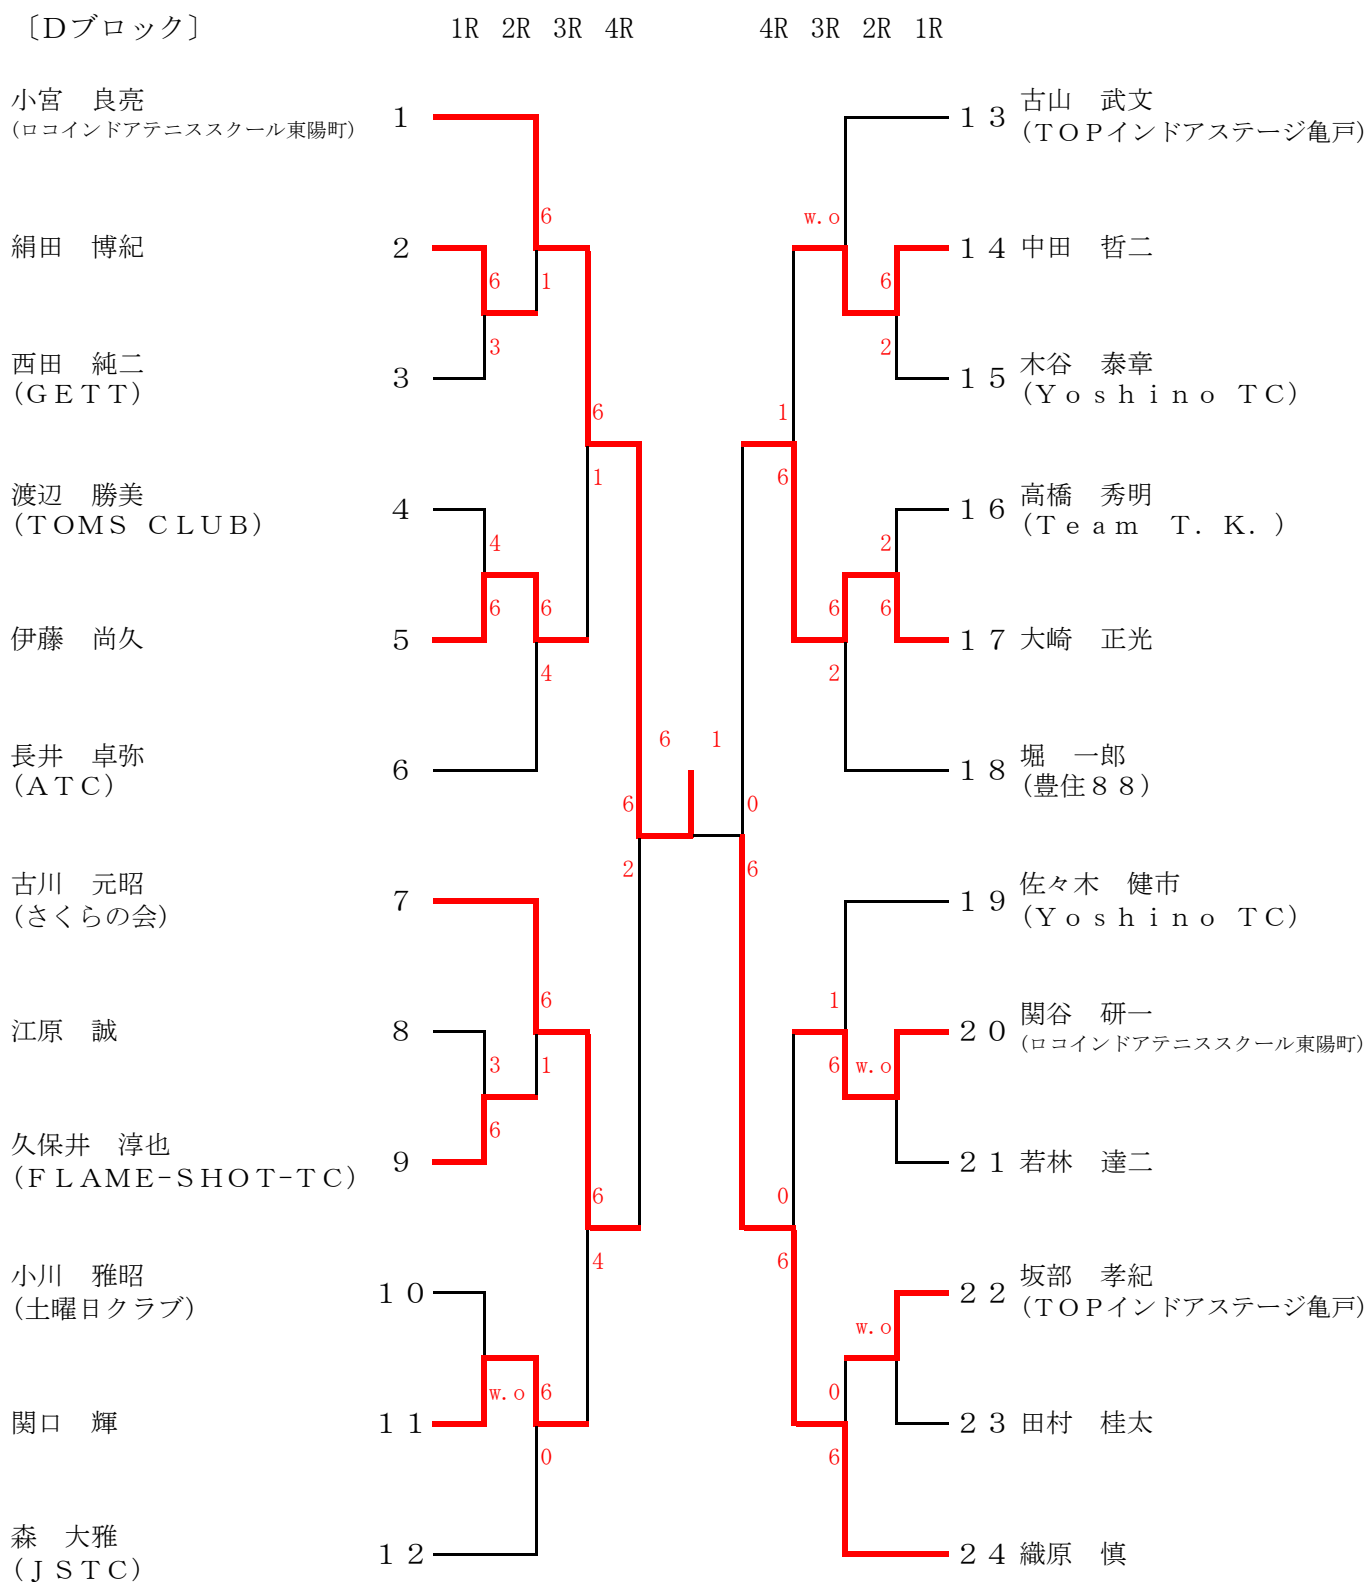 〔Dブロック〕
1R 2R 3R 4R
4R 3R 2R 1R
小宮　良亮
(ロコインドアテニススクール東陽町)
1
6
絹田　博紀
2
6
1
西田　純二
(GETT)
3
3
6
1
渡辺　勝美
(TOMS CLUB)
4
4
伊藤　尚久
5
6
6
4
長井　卓弥
(ATC)
6
6
1
6
2
古川　元昭
(さくらの会)
7
6
江原　誠
8
3
1
久保井　淳也
(FLAME-SHOT-TC)
9
6
6
4
小川　雅昭
(土曜日クラブ)
10
関口　輝
11
w.o
6
0
森　大雅
(JSTC)
12
13
古山　武文
(TOPインドアステージ亀戸)
w.o
14
中田　哲二
6
2
15
木谷　泰章
(Yoshino TC)
1
6
16
高橋　秀明
(Team　T.K.)
2
17
大崎　正光
6
6
2
18
堀　一郎
(豊住88)
0
6
19
佐々木　健市
(Yoshino TC)
1
20
関谷　研一
(ロコインドアテニススクール東陽町)
6
w.o
21
若林　達二
0
6
22
坂部　孝紀
(TOPインドアステージ亀戸)
w.o
0
23
田村　桂太
6
24
織原　慎